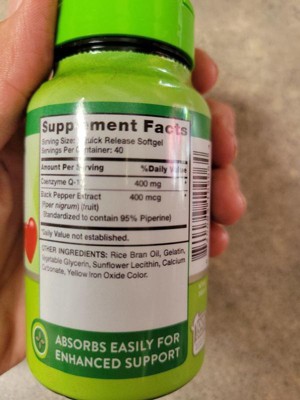 Supplement Facts
Serving Size: Quick Release Softgel
Servings Per Container: 40
Amount Per Serving %Daily Value
Coenzyme Q-10 400 mg *
Black Pepper Extract 400 mcg *
(Piper nigrum) (fruit)
(Standardized to contain 95% Piperine)
*Daily Value not established.
OTHER INGREDIENTS: Rice Bran Oil, Gelatin,
Vegetable Glycerin, Sunflower Lecithin, Calcium
Carbonate, Yellow Iron Oxide Color.
ABSORBS EASILY FOR
ENHANCED SUPPORT